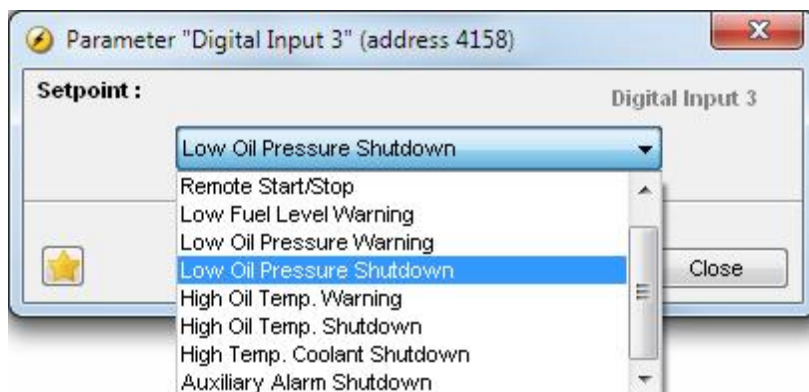 Parameter "Digital Input 3" (address 4158)
Setpoint :
Digital Input 3
Low Oil Pressure Shutdown
Remote Start/Stop
Low Fuel Level Warning
Low Oil Pressure Warning
Low Oil Pressure Shutdown
High Oil Temp. Warning
High Oil Temp. Shutdown
High Temp. Coolant Shutdown
Auxiliary Alarm Shutdown
Close